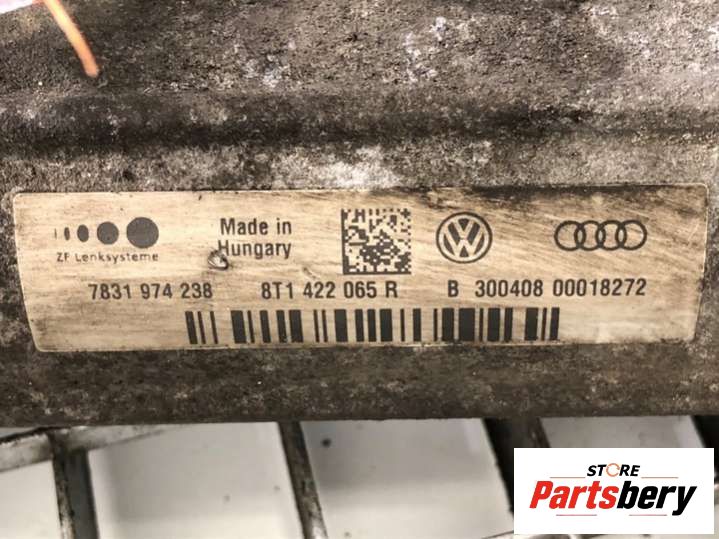 ZF Lenksysteme
Made in
Hungary
7831 974 238 8T1 422 065 R B 300408 00018272
STORE
Partsbery